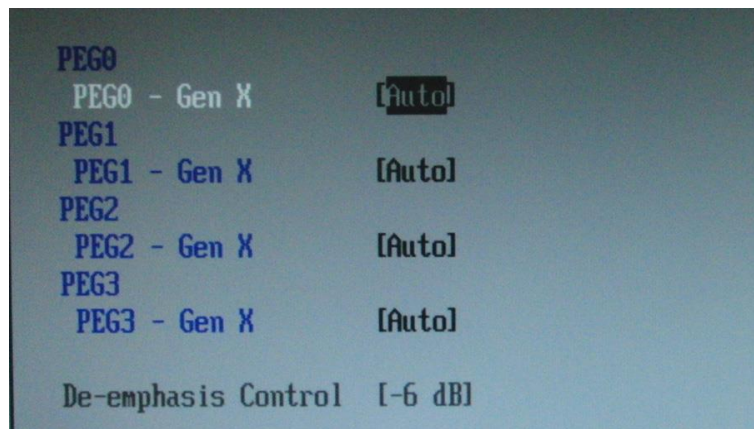 PEG0
PEG0 - Gen X [Auto]
PEG1
PEG1 - Gen X [Auto]
PEG2
PEG2 - Gen X [Auto]
PEG3
PEG3 - Gen X [Auto]
De-emphasis Control [-6 dB]